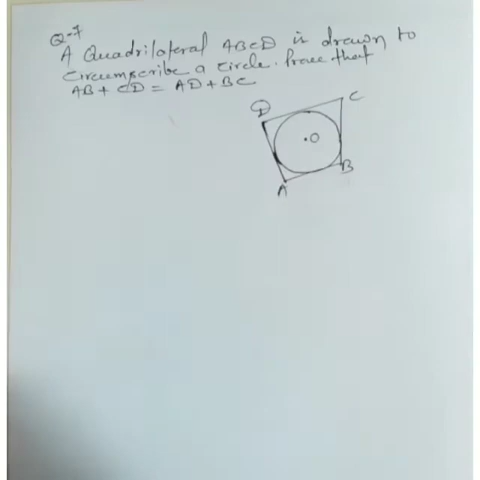 Q-7
A Quadrilateral ABCD is drawn to
circumscribe a circle. Prove that
AB + CD = AD + BC
D
C
.O
B
A